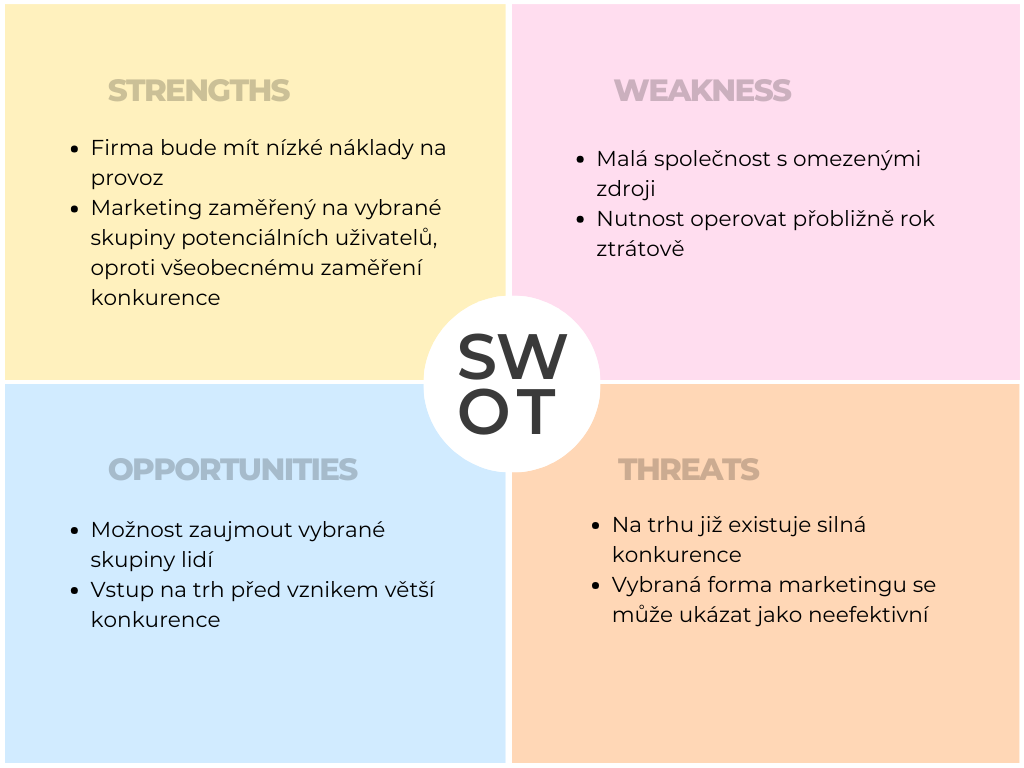 STRENGTHS
• Firma bude mít nízké náklady na
provoz
• Marketing zaměřený na vybrané
skupiny potenciálních uživatelů,
oproti všeobecnému zaměření
konkurence
WEAKNESS
• Malá společnost s omezenými
zdroji
• Nutnost operovat přobližně rok
ztrátově
SW
OT
OPPORTUNITIES
• Možnost zaujmout vybrané
skupiny lidí
• Vstup na trh před vznikem větší
konkurence
THREATS
• Na trhu již existuje silná
konkurence
• Vybraná forma marketingu se
může ukázat jako neefektivní